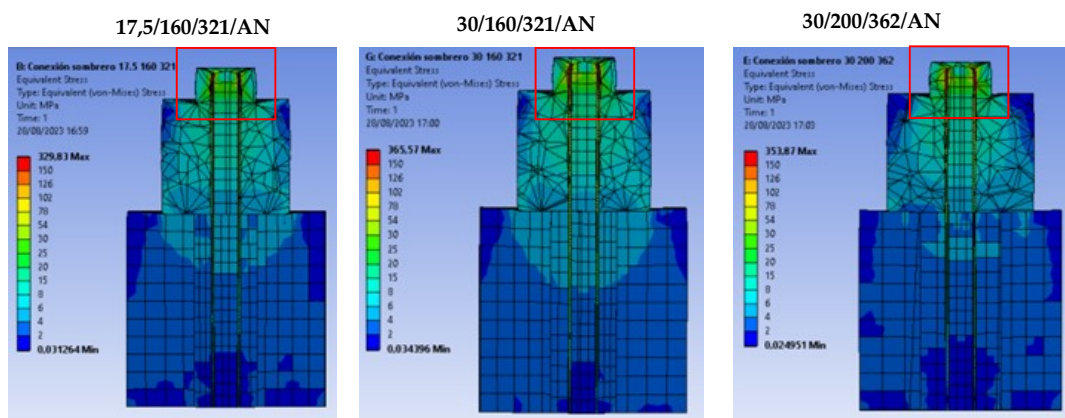 17,5/160/321/AN
30/160/321/AN
30/200/362/AN
B: Conexión sombrero 17.5 160 321
Equivalent Stress
Type: Equivalent (von-Mises) Stress
Unit: MPa
Time: 1
28/08/2023 16:59
329,83 Max
150
126
102
78
54
30
25
20
15
8
6
4
2
0,031264 Min
G: Conexión sombrero 30 160 321
Equivalent Stress
Type: Equivalent (von-Mises) Stress
Unit: MPa
Time: 1
28/08/2023 17:00
365,57 Max
150
126
102
78
54
30
25
20
15
8
6
4
2
0,034396 Min
E: Conexión sombrero 30 200 362
Equivalent Stress
Type: Equivalent (von-Mises) Stress
Unit: MPa
Time: 1
28/08/2023 17:03
353,87 Max
150
126
102
78
54
30
25
20
15
8
6
4
2
0,024951 Min